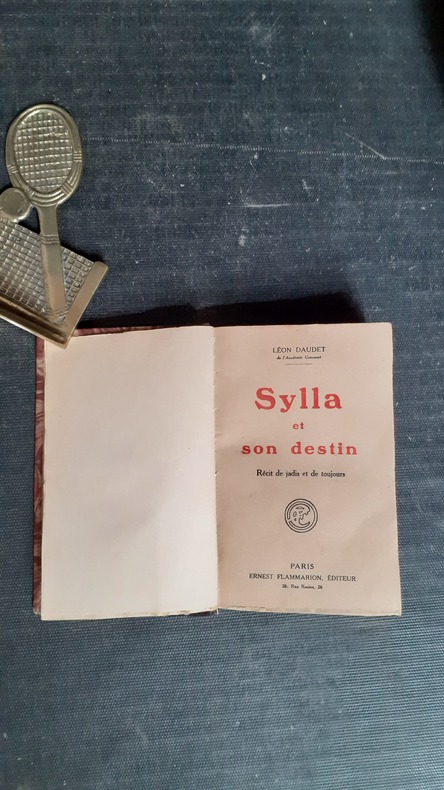 LÉON DAUDET
de l'Académie Goncourt
Sylla
et
son destin
Récit de jadis et de toujours
PARIS
ERNEST FLAMMARION, ÉDITEUR
26, Rue Racine, 26